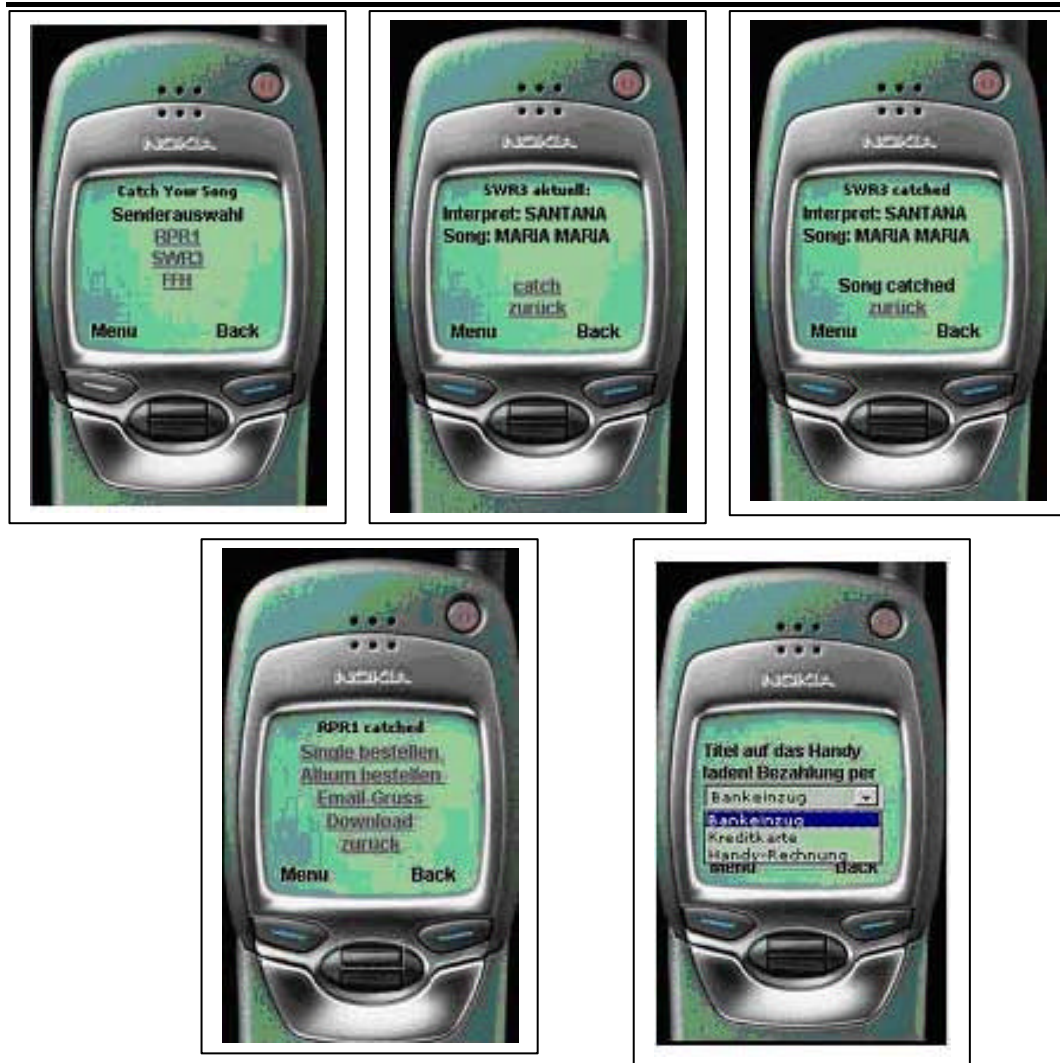 NOKIA
Catch Your Song
Senderauswahl
RPR1
SWR3
FFH
Menu Back
NOKIA
SWR3 aktuell:
Interpret: SANTANA
Song: MARIA MARIA
catch
zurück
Menu Back
NOKIA
SWR3 catched
Interpret: SANTANA
Song: MARIA MARIA
Song catched
zurück
Menu Back
NOKIA
RPR1 catched
Single bestellen
Album bestellen
Email-Gruss
Download
zurück
Menu Back
NOKIA
Titel auf das Handy
laden! Bezahlung per
Bankeinzug
Bankeinzug
Kreditkarte
Handy-Rechnung
Menu Back